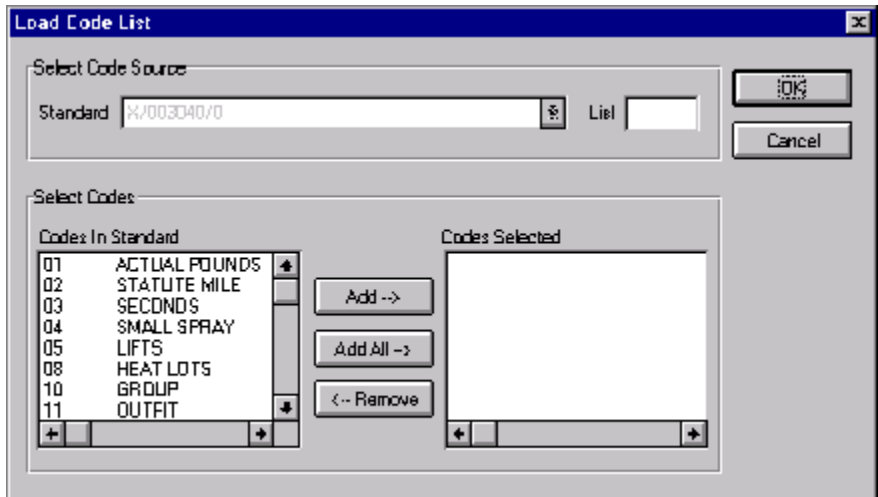 Load Code List
Select Code Source
Standard X/003040/0 List
OK
Cancel
Select Codes
Codes In Standard
Codes Selected
01 ACTUAL POUNDS
02 STATUTE MILE
03 SECONDS
04 SMALL SPRAY
05 LIFTS
08 HEAT LOTS
10 GROUP
11 OUTFIT
Add -->
Add All -->
<-- Remove